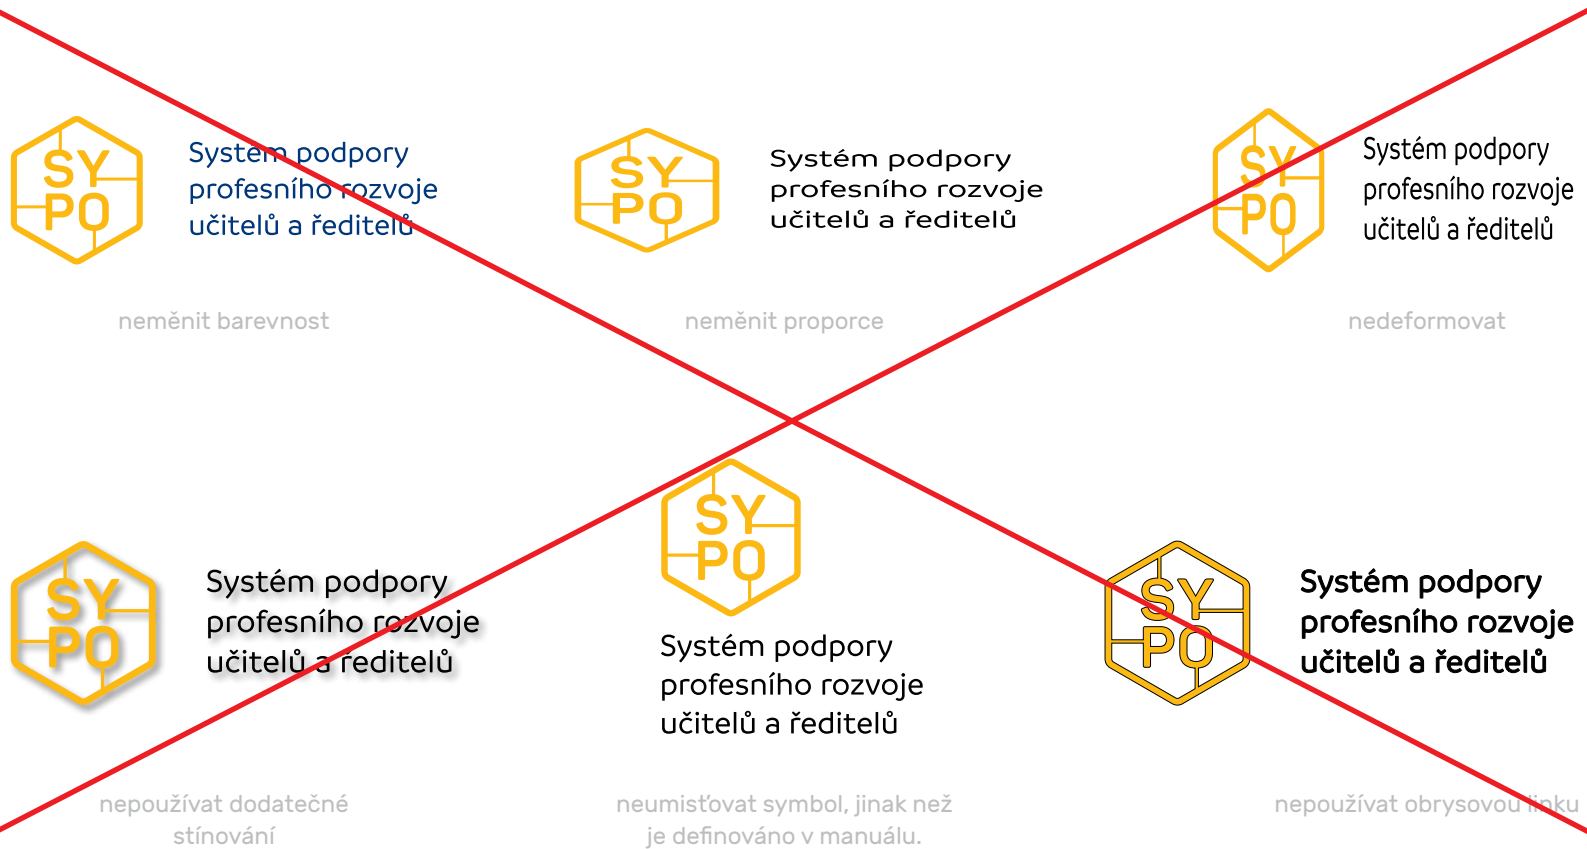 SY
PO
Systém podpory
profesního rozvoje
učitelů a ředitelů
neměnit barevnost
SY
PO
Systém podpory
profesního rozvoje
učitelů a ředitelů
neměnit proporce
SY
PO
Systém podpory
profesního rozvoje
učitelů a ředitelů
nedeformovat
SY
PO
Systém podpory
profesního rozvoje
učitelů a ředitelů
nepoužívat dodatečné
stínování
SY
PO
Systém podpory
profesního rozvoje
učitelů a ředitelů
neumisťovat symbol, jinak než
je definováno v manuálu.
SY
PO
Systém podpory
profesního rozvoje
učitelů a ředitelů
nepoužívat obrysovou linku